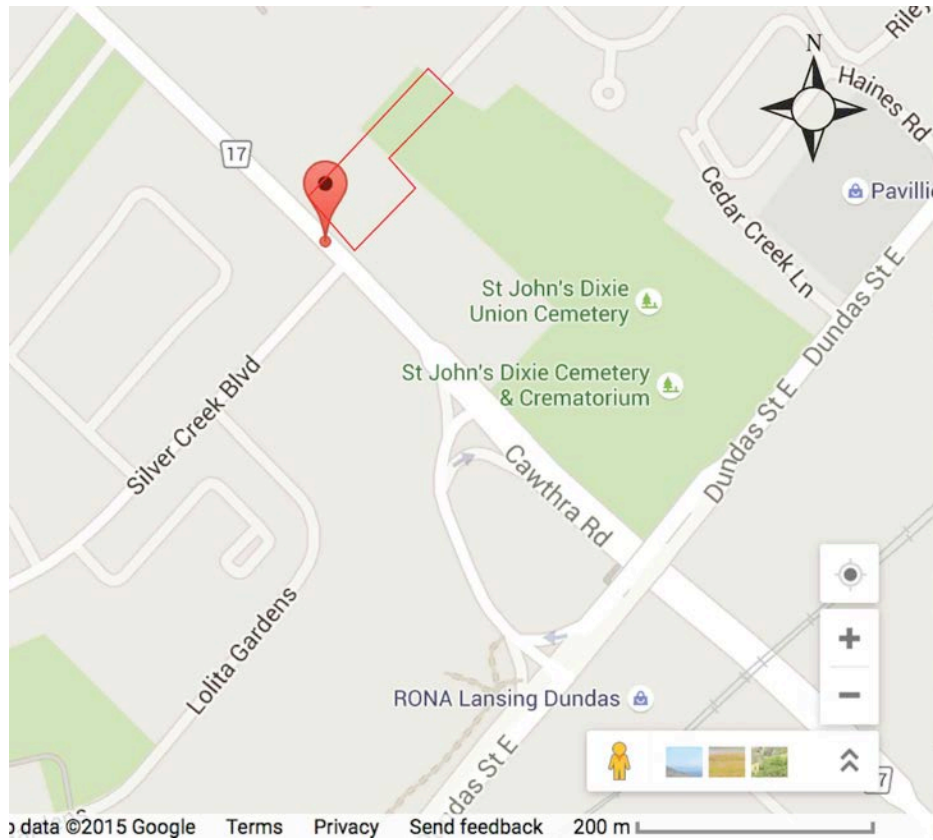 Riley
N
Haines Rd
17
Pavilli
Cedar Creek Ln
Dundas St E
St John's Dixie
Union Cemetery
St John's Dixie Cemetery
& Crematorium
Dundas St E
Silver Creek Blvd
Cawthra Rd
Lolita Gardens
RONA Lansing Dundas
Dundas St E
7
data ©2015 Google Terms Privacy Send feedback 200 m